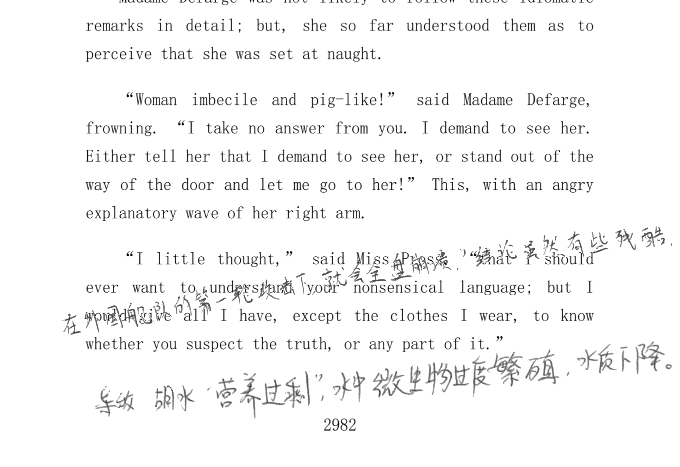 Madame Defarge was not likely to follow these idiomatic
remarks in detail; but, she so far understood them as to
perceive that she was set at naught.
“Woman imbecile and pig-like!” said Madame Defarge,
frowning. “I take no answer from you. I demand to see her.
Either tell her that I demand to see her, or stand out of the
way of the door and let me go to her!” This, with an angry
explanatory wave of her right arm.
“I little thought,” said Miss Pross, “that I should
ever want to understand your nonsensical language; but I
would give all I have, except the clothes I wear, to know
whether you suspect the truth, or any part of it.”
在外国舰队的第一轮攻击下就会全盘崩溃!”结论虽然有些残酷.
导致 湖水“营养过剩”,水中微生物过度繁殖,水质下降。
2982